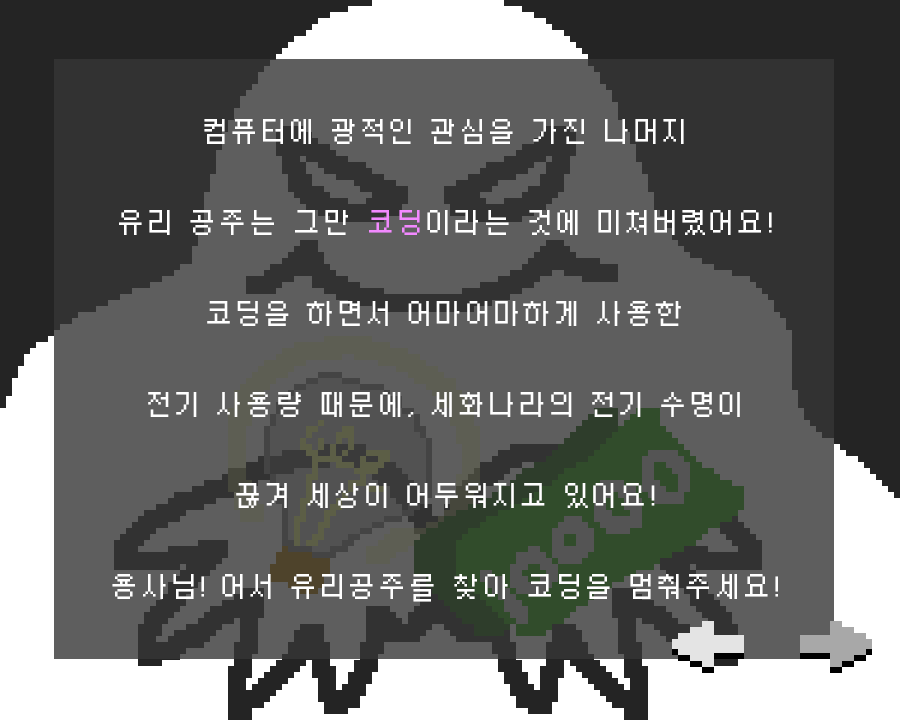 컴퓨터에 광적인 관심을 가진 나머지
유리 공주는 그만 코딩이라는 것에 미쳐버렸어요!
코딩을 하면서 어마어마하게 사용한
전기 사용량 때문에, 세화나라의 전기 수명이
끊겨 세상이 어두워지고 있어요!
용사님! 어서 유리공주를 찾아 코딩을 멈춰주세요!